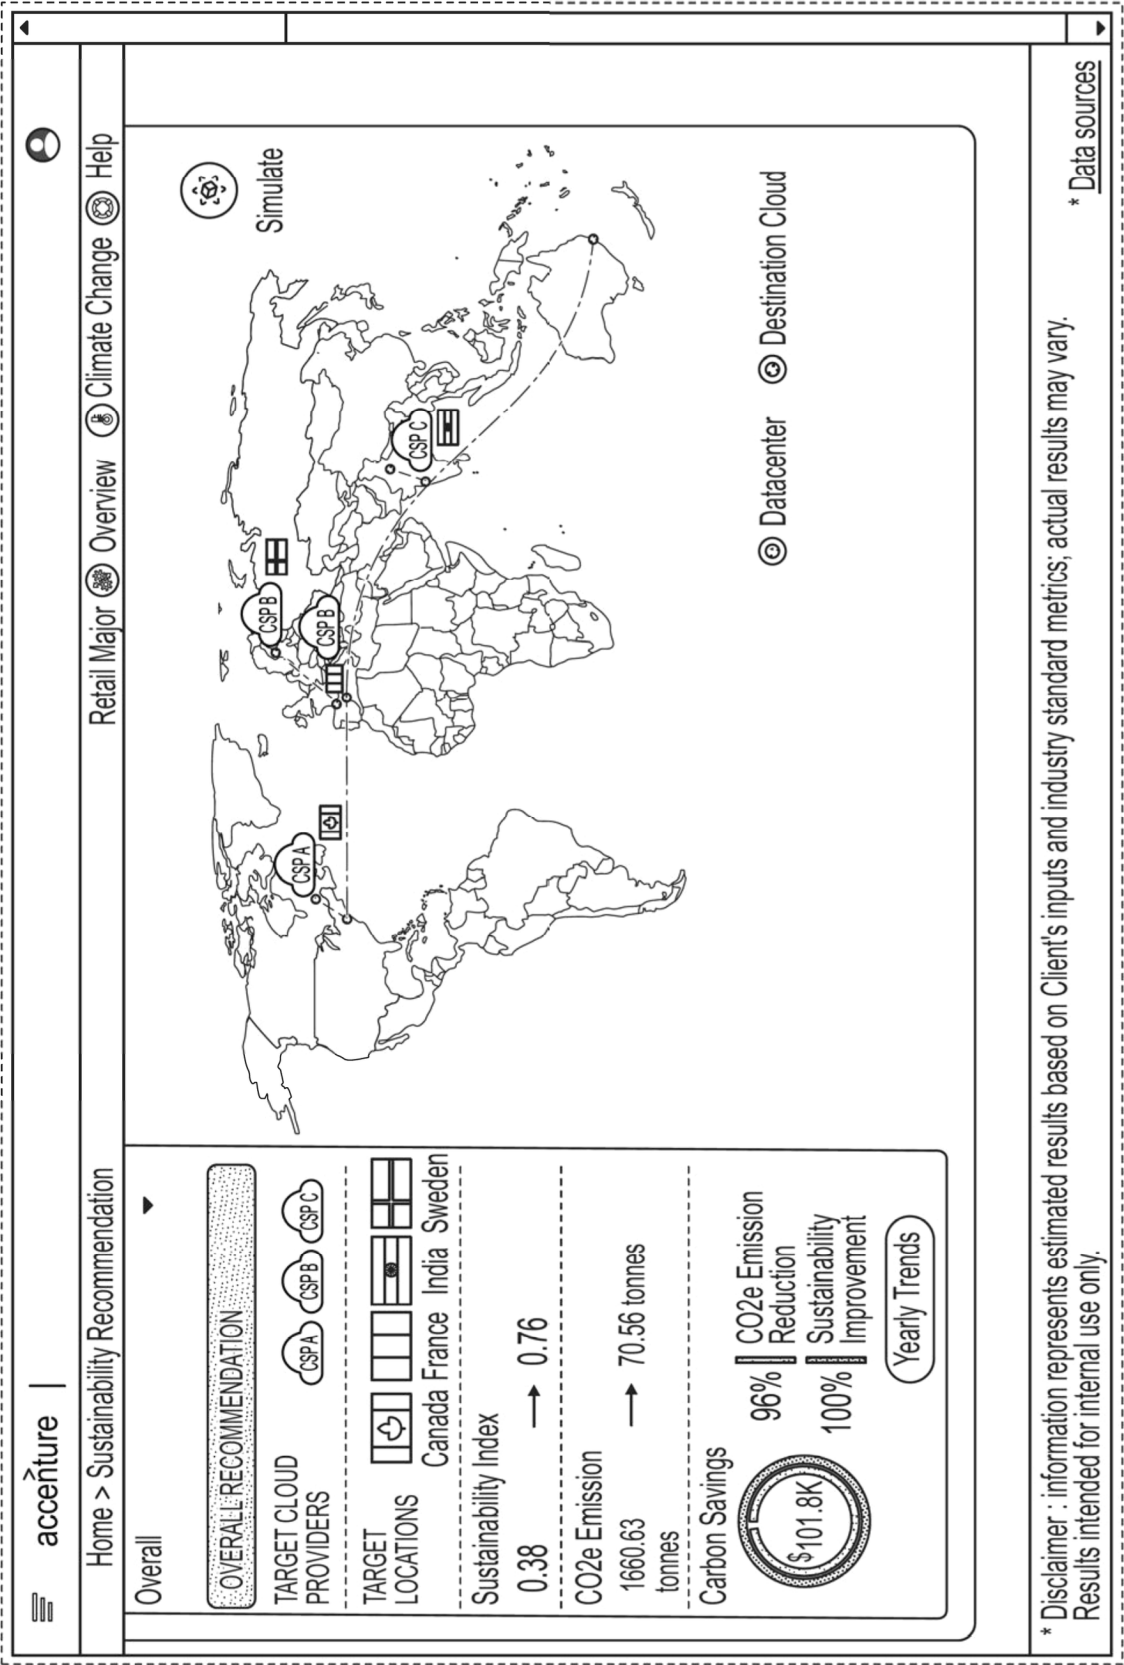 accenture
Home > Sustainability Recommendation
Retail Major
Overview
Climate Change
Help
Overall
OVERALL RECOMMENDATION
TARGET CLOUD
PROVIDERS
CSP A
CSP B
CSP C
TARGET
LOCATIONS
Canada
France
India
Sweden
Sustainability Index
0.38 → 0.76
CO2e Emission
1660.63
tonnes
→ 70.56 tonnes
Carbon Savings
$101.8K
96%
CO2e Emission
Reduction
100%
Sustainability
Improvement
Yearly Trends
Simulate
CSP A
CSP B
CSP B
CSP C
Datacenter
Destination Cloud
* Disclaimer : information represents estimated results based on Client's inputs and industry standard metrics; actual results may vary.
Results intended for internal use only.
* Data sources